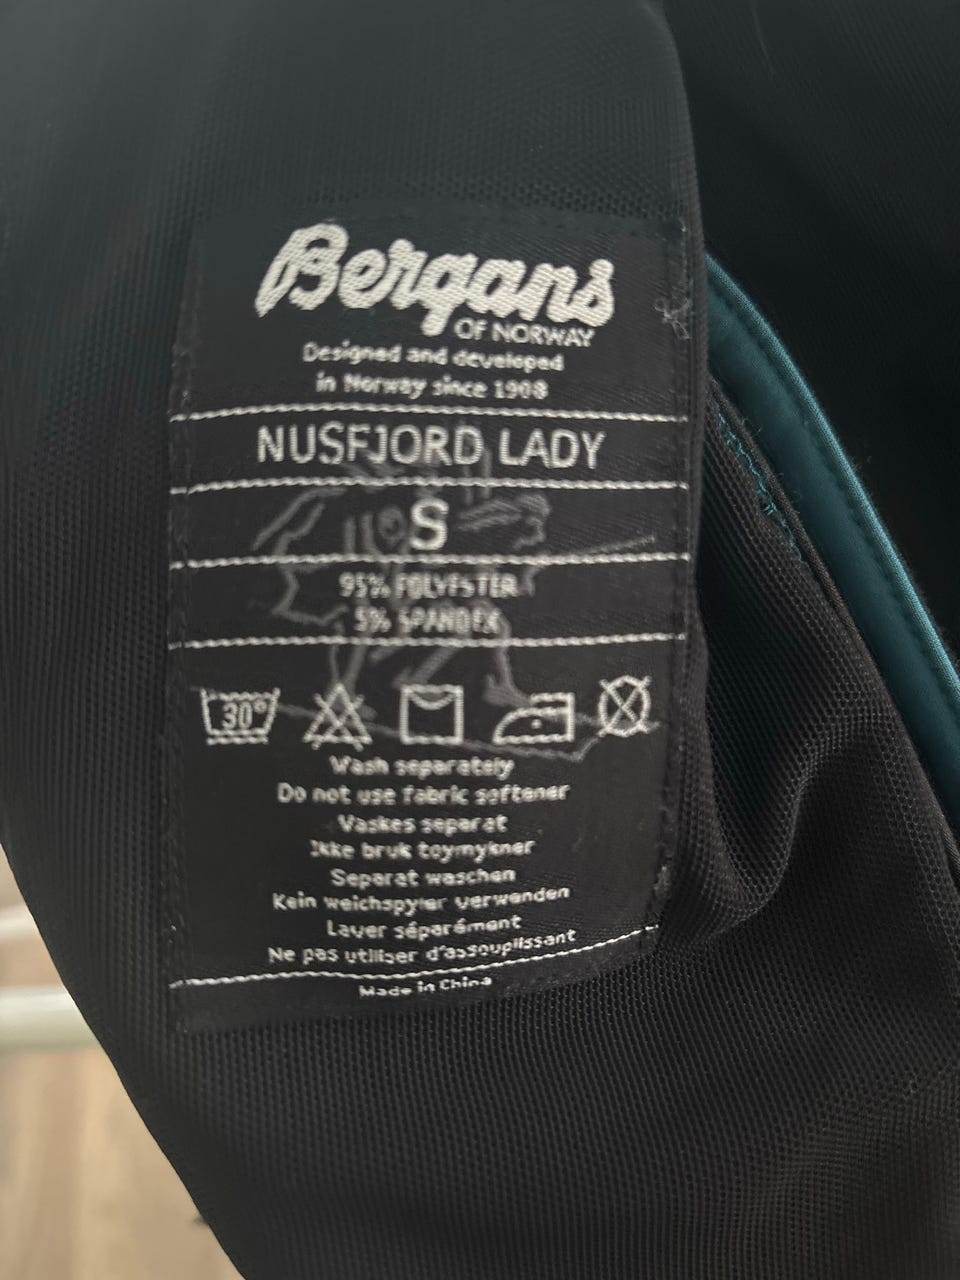 Bergans
OF NORWAY
Designed and developed
in Norway since 1908
NUSFJORD LADY
S
95% POLYESTER
5% SPANDEX
30°
Wash separately
Do not use fabric softener
Vaskes separat
Ikke bruk toymykner
Separat waschen
Kein weichspyler verwenden
Laver séparément
Ne pas utiliser d'assouplissant
Made in China